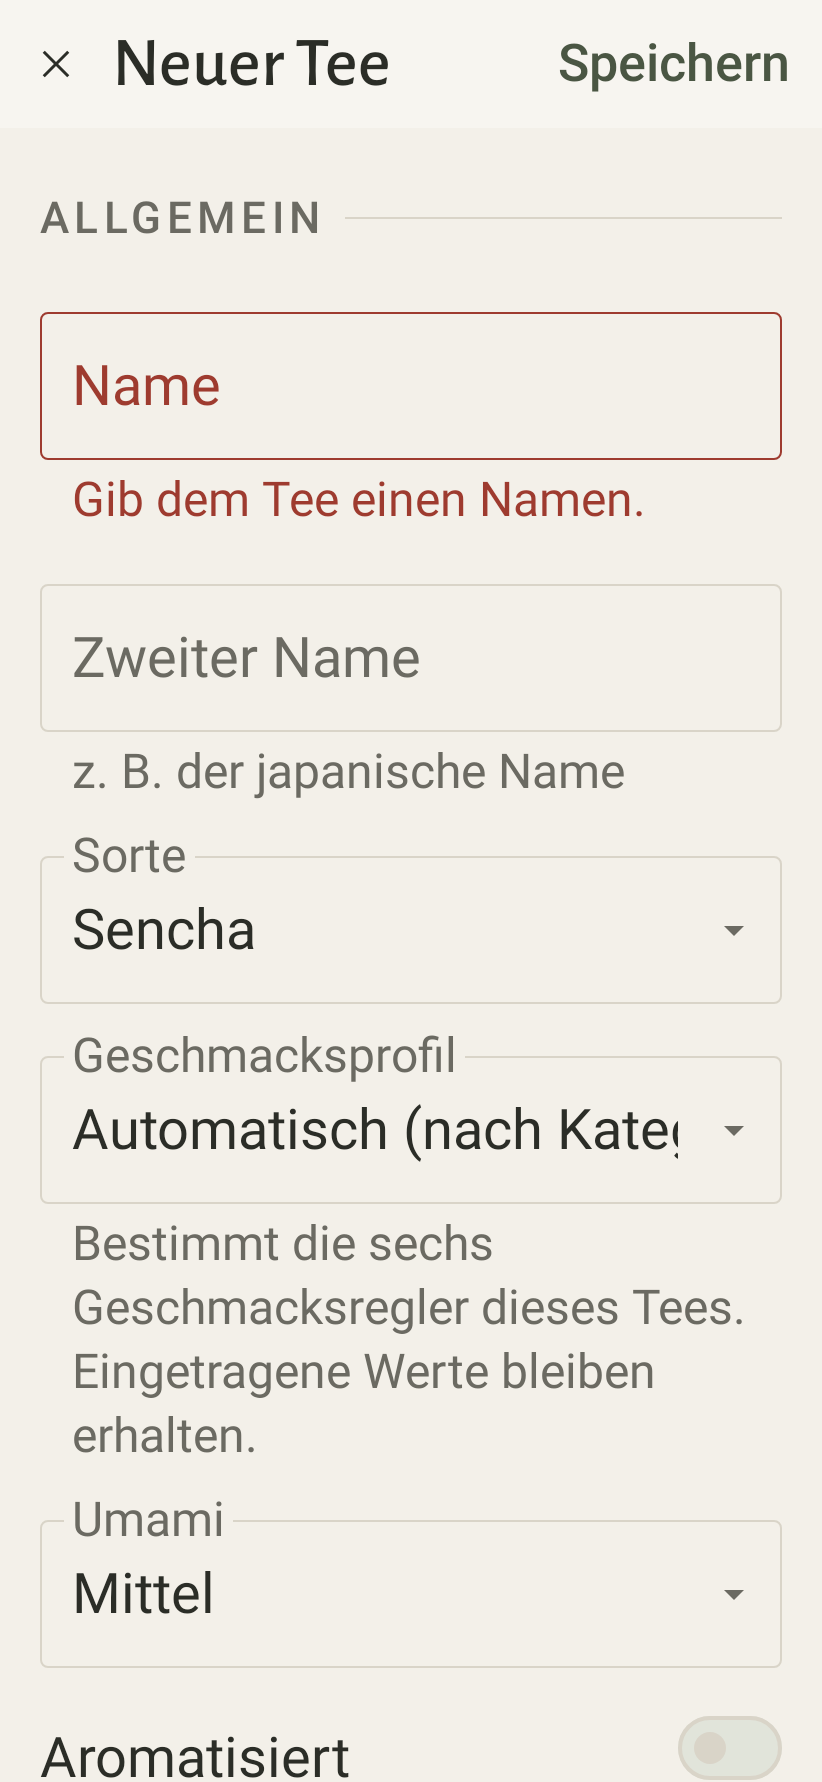 Neuer Tee
Speichern
ALLGEMEIN
Name
Gib dem Tee einen Namen.
Zweiter Name
z. B. der japanische Name
Sorte
Sencha
Geschmacksprofil
Automatisch (nach Kate
Bestimmt die sechs
Geschmacksregler dieses Tees.
Eingetragene Werte bleiben
erhalten.
Umami
Mittel
Aromatisiert